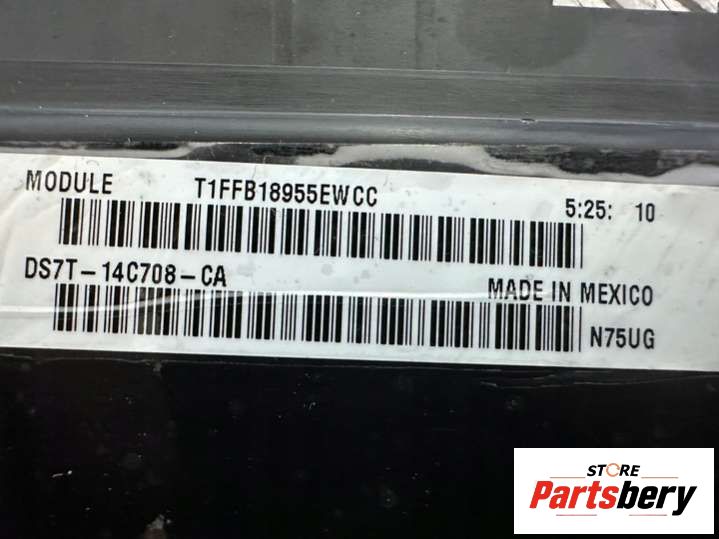 MODULE T1FFB18955EWCC 5:25: 10
DS7T-14C708-CA MADE IN MEXICO
N75UG
STORE
Partsbery